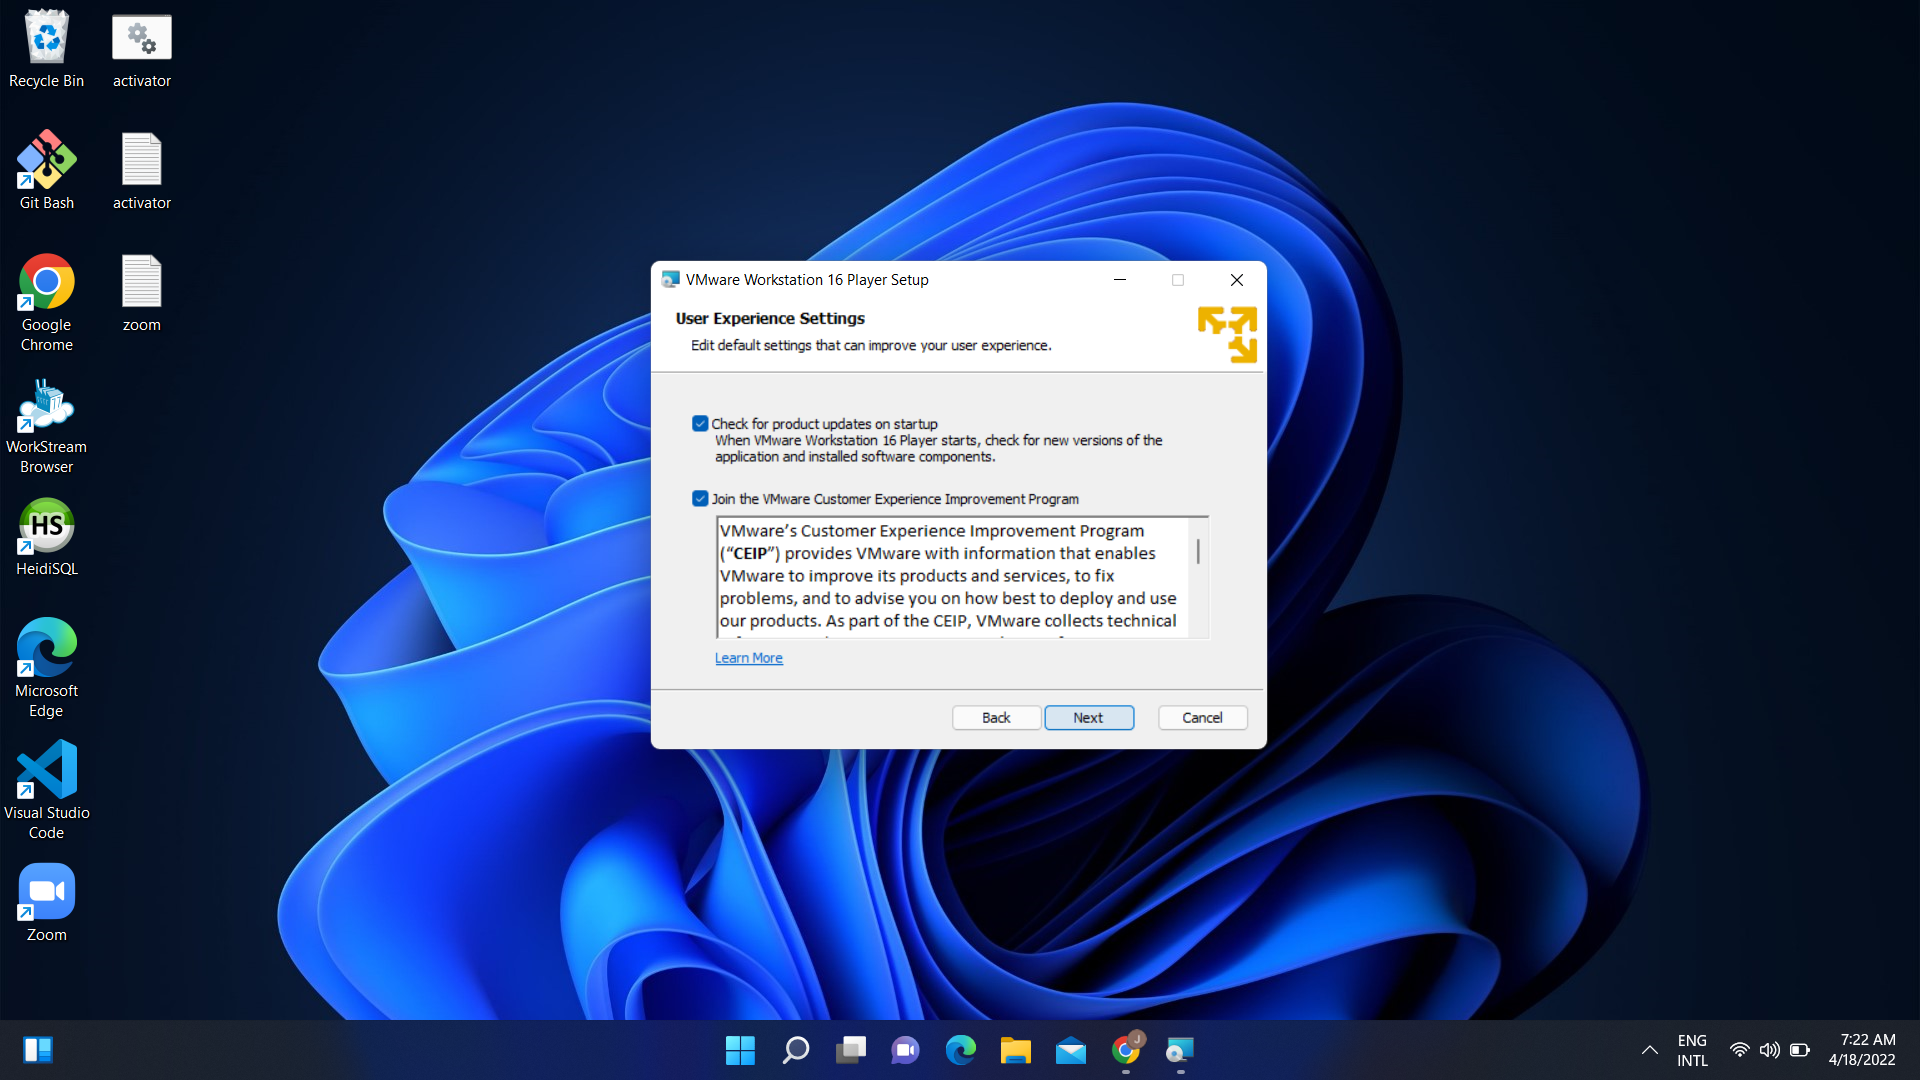 Recycle Bin
activator
Git Bash
activator
Google
Chrome
zoom
WorkStream
Browser
HS
HeidiSQL
Microsoft
Edge
Visual Studio
Code
Zoom
VMware Workstation 16 Player Setup
User Experience Settings
Edit default settings that can improve your user experience.
Check for product updates on startup
When VMware Workstation 16 Player starts, check for new versions of the
application and installed software components.
Join the VMware Customer Experience Improvement Program
VMware’s Customer Experience Improvement Program
(“CEIP”) provides VMware with information that enables
VMware to improve its products and services, to fix
problems, and to advise you on how best to deploy and use
our products. As part of the CEIP, VMware collects technical
Learn More
Back
Next
Cancel
J
ENG
INTL
7:22 AM
4/18/2022